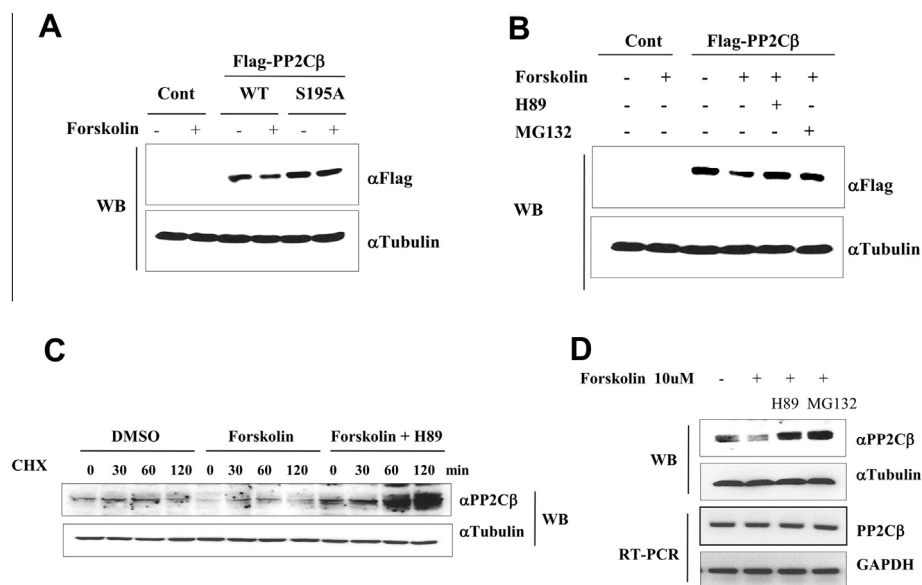 A
Flag-PP2Cβ
Cont WT S195A
Forskolin - + - + - +
WB
αFlag
αTubulin
B
Cont Flag-PP2Cβ
Forskolin - + - + + +
H89 - - - - + -
MG132 - - - - - +
WB
αFlag
αTubulin
C
DMSO Forskolin Forskolin + H89
CHX 0 30 60 120 0 30 60 120 0 30 60 120 min
αPP2Cβ
αTubulin
WB
D
Forskolin 10uM - + + +
H89 MG132
WB
αPP2Cβ
αTubulin
RT-PCR
PP2Cβ
GAPDH